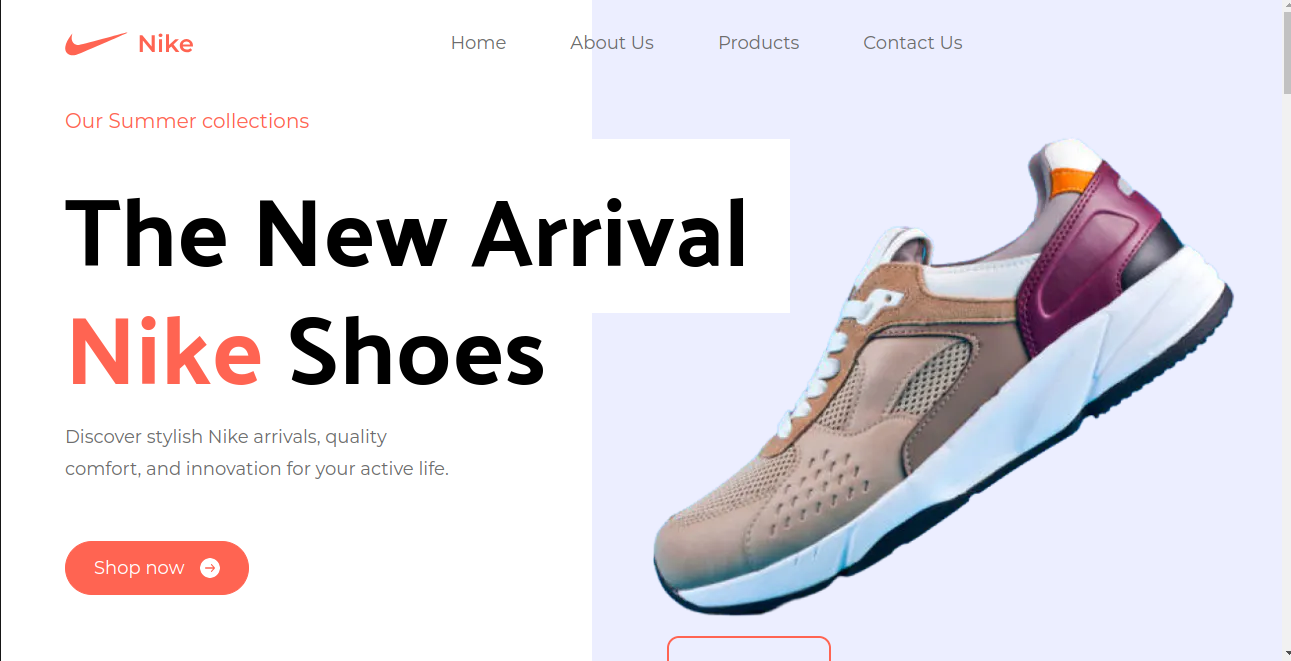 Nike
Home
About Us
Products
Contact Us
Our Summer collections
The New Arrival
Nike Shoes
Discover stylish Nike arrivals, quality
comfort, and innovation for your active life.
Shop now